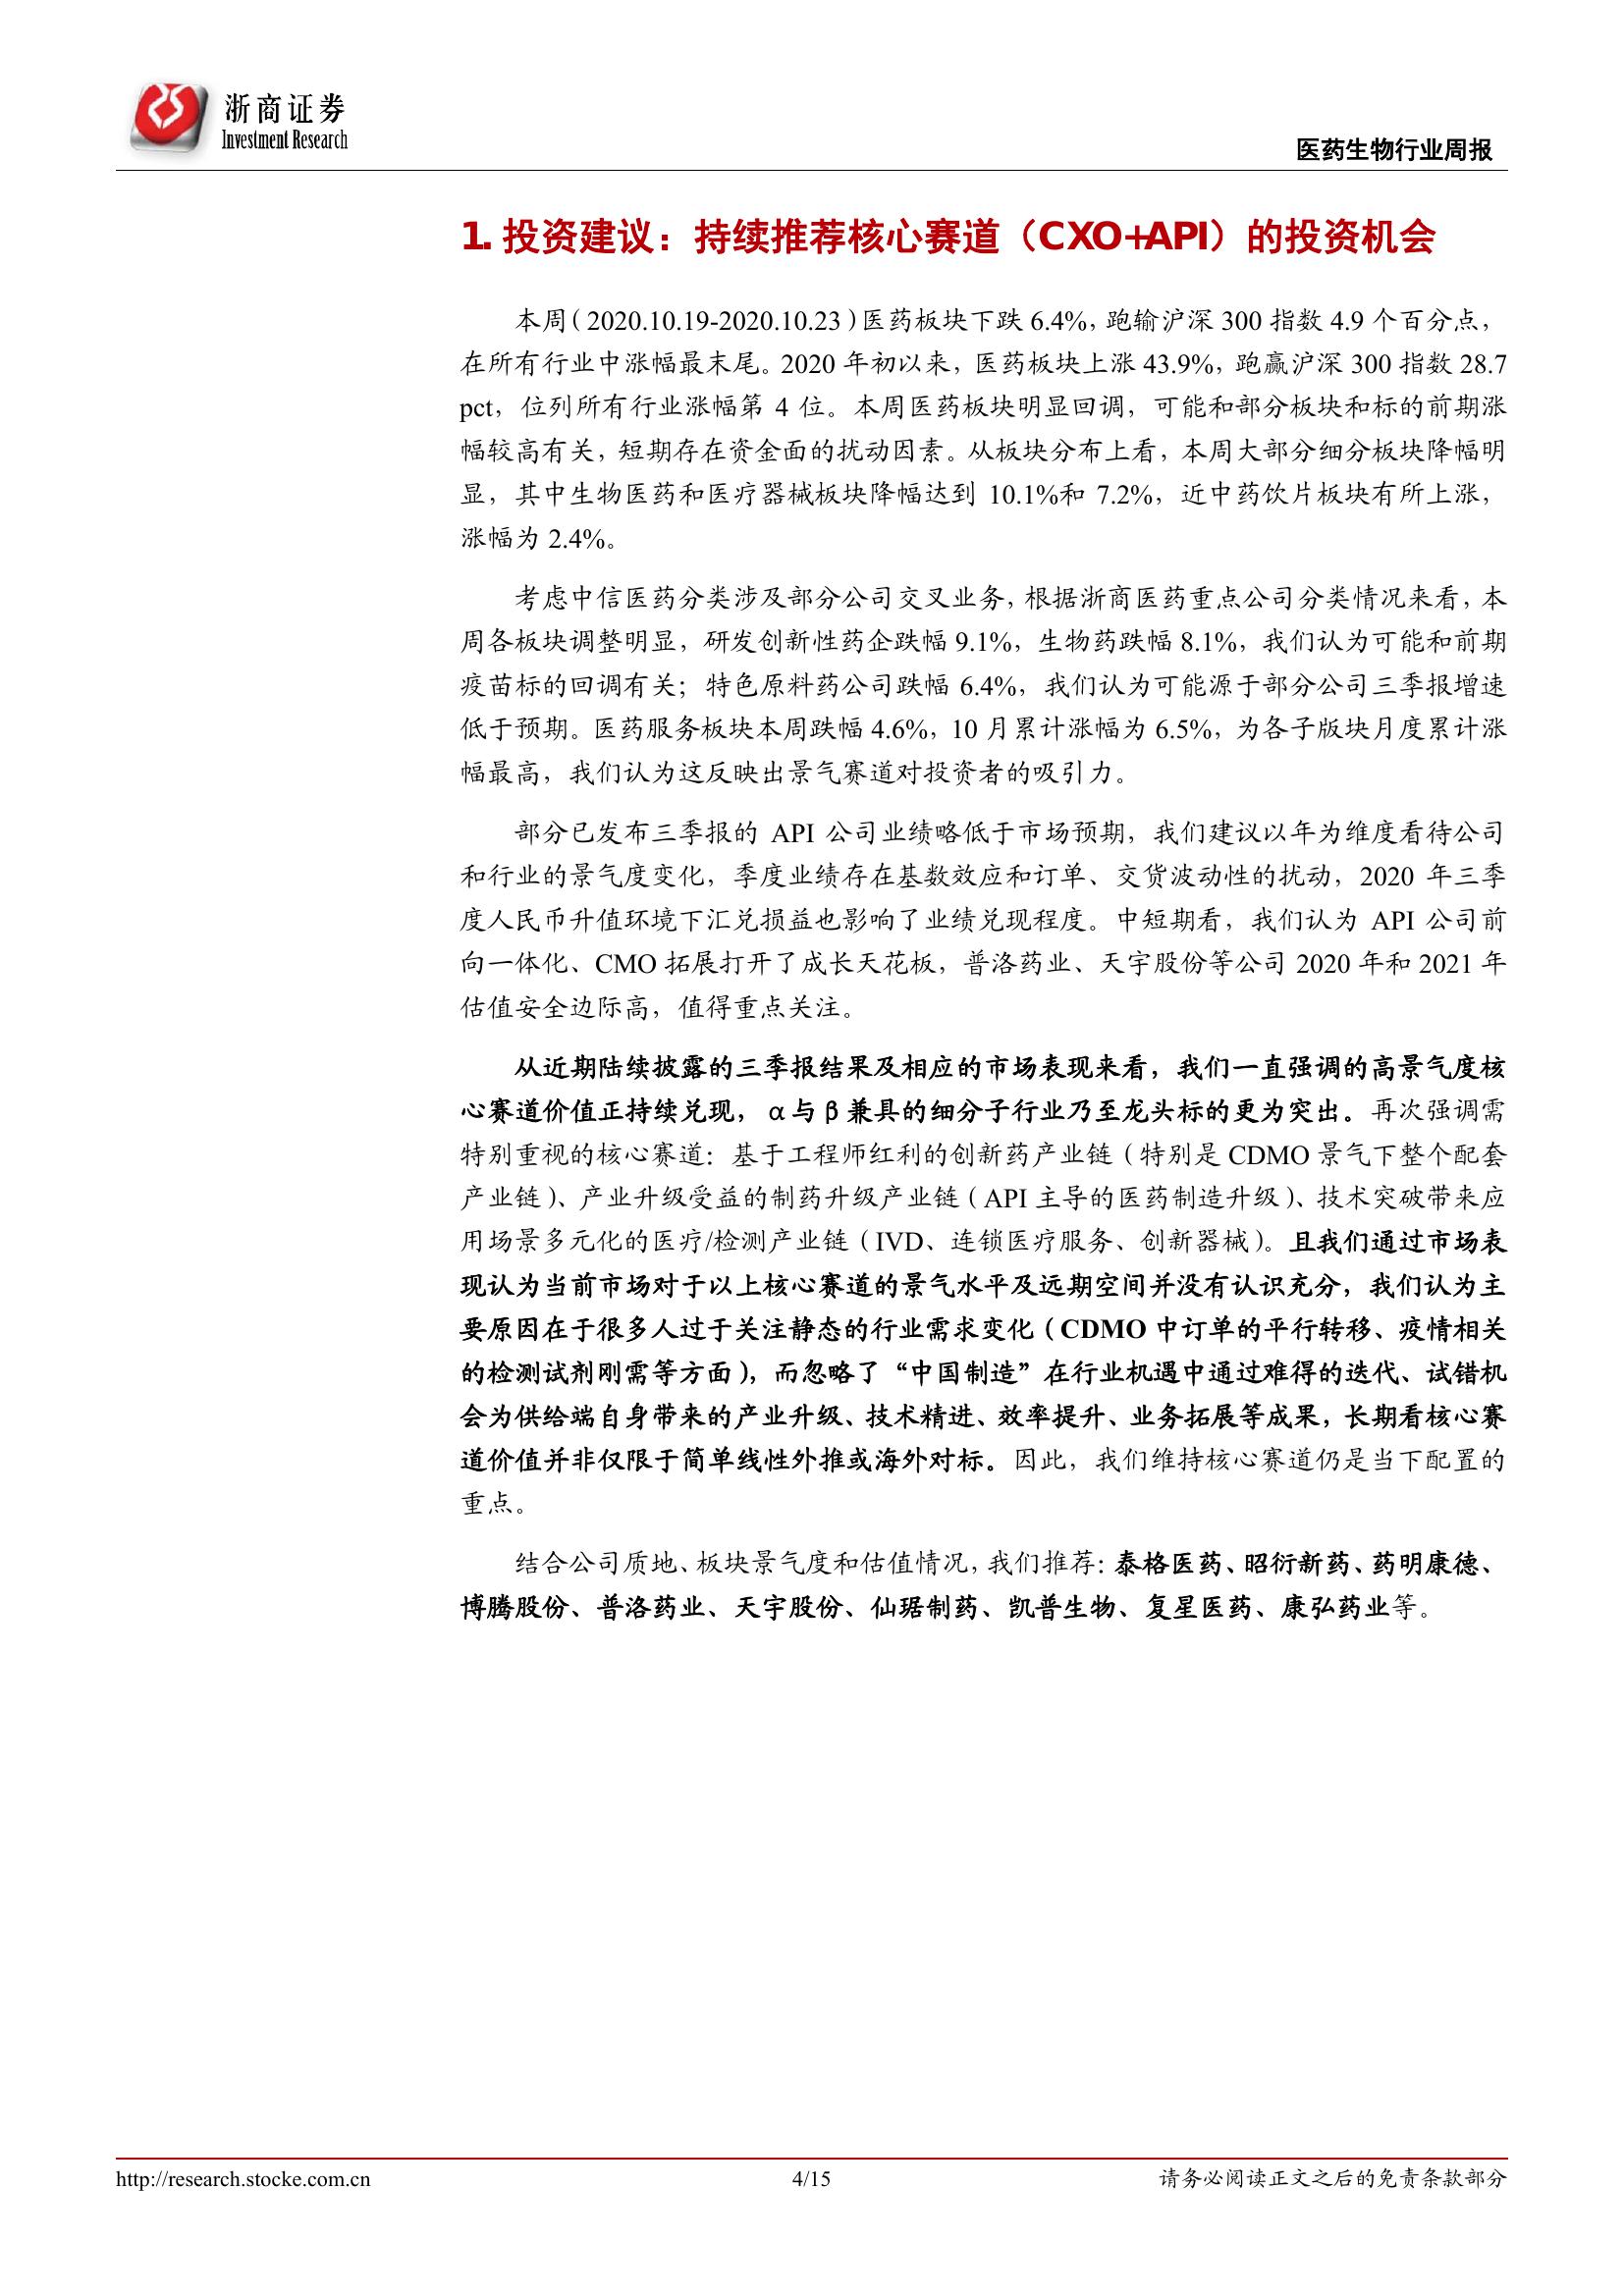 浙商证券
Investment Research
医药生物行业周报
1. 投资建议：持续推荐核心赛道（CXO+API）的投资机会
本周（2020.10.19-2020.10.23）医药板块下跌 6.4%，跑输沪深 300 指数 4.9 个百分点，
在所有行业中涨幅最末尾。2020 年初以来，医药板块上涨 43.9%，跑赢沪深 300 指数 28.7
pct，位列所有行业涨幅第 4 位。本周医药板块明显回调，可能和部分板块和标的前期涨
幅较高有关，短期存在资金面的扰动因素。从板块分布上看，本周大部分细分板块降幅明
显，其中生物医药和医疗器械板块降幅达到 10.1%和 7.2%，近中药饮片板块有所上涨，
涨幅为 2.4%。
考虑中信医药分类涉及部分公司交叉业务，根据浙商医药重点公司分类情况来看，本
周各板块调整明显，研发创新性药企跌幅 9.1%，生物药跌幅 8.1%，我们认为可能和前期
疫苗标的回调有关；特色原料药公司跌幅 6.4%，我们认为可能源于部分公司三季报增速
低于预期。医药服务板块本周跌幅 4.6%，10 月累计涨幅为 6.5%，为各子版块月度累计涨
幅最高，我们认为这反映出景气赛道对投资者的吸引力。
部分已发布三季报的 API 公司业绩略低于市场预期，我们建议以年为维度看待公司
和行业的景气度变化，季度业绩存在基数效应和订单、交货波动性的扰动，2020 年三季
度人民币升值环境下汇兑损益也影响了业绩兑现程度。中短期看，我们认为 API 公司前
向一体化、CMO 拓展打开了成长天花板，普洛药业、天宇股份等公司 2020 年和 2021 年
估值安全边际高，值得重点关注。
从近期陆续披露的三季报结果及相应的市场表现来看，我们一直强调的高景气度核
心赛道价值正持续兑现，α与β兼具的细分子行业乃至龙头标的更为突出。再次强调需
特别重视的核心赛道：基于工程师红利的创新药产业链（特别是 CDMO 景气下整个配套
产业链）、产业升级受益的制药升级产业链（API 主导的医药制造升级）、技术突破带来应
用场景多元化的医疗/检测产业链（IVD、连锁医疗服务、创新器械）。且我们通过市场表
现认为当前市场对于以上核心赛道的景气水平及远期空间并没有认识充分，我们认为主
要原因在于很多人过于关注静态的行业需求变化（CDMO 中订单的平行转移、疫情相关
的检测试剂刚需等方面），而忽略了“中国制造”在行业机遇中通过难得的迭代、试错机
会为供给端自身带来的产业升级、技术精进、效率提升、业务拓展等成果，长期看核心赛
道价值并非仅限于简单线性外推或海外对标。因此，我们维持核心赛道仍是当下配置的
重点。
结合公司质地、板块景气度和估值情况，我们推荐：泰格医药、昭衍新药、药明康德、
博腾股份、普洛药业、天宇股份、仙琚制药、凯普生物、复星医药、康弘药业等。
http://research.stocke.com.cn
4/15
请务必阅读正文之后的免责条款部分